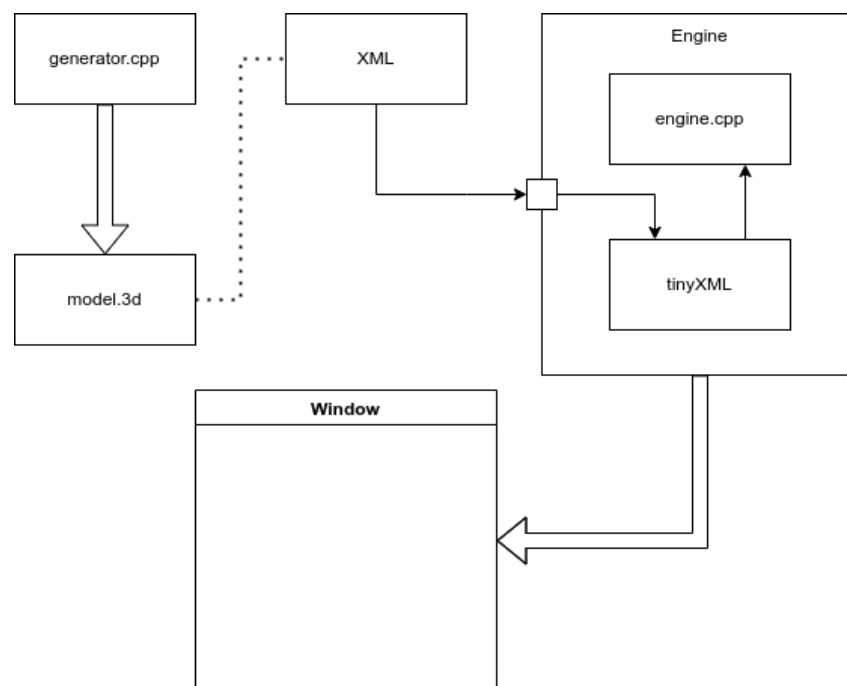 generator.cpp
XML
Engine
engine.cpp
model.3d
tinyXML
Window